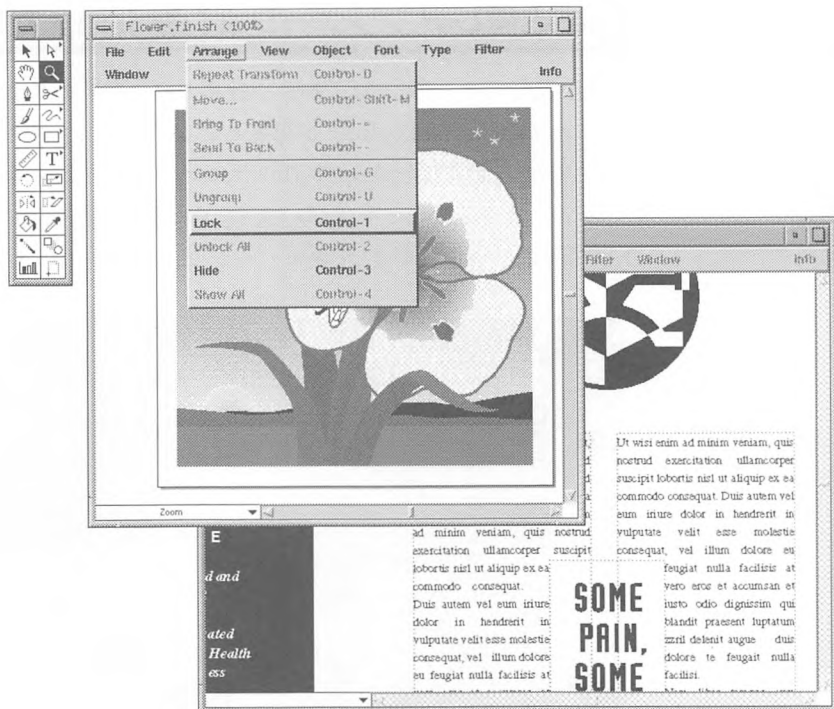 Flower.finish <100%>
File Edit Arrange View Object Font Type Filter
Window Info
Repeat Transform Control-D
Move... Control-Shift-M
Bring To Front Control-=
Send To Back Control--
Group Control-G
Ungroup Control-U
Lock Control-1
Unlock All Control-2
Hide Control-3
Show All Control-4
Zoom
Filter Window Info
E
d and
ated
Health
ess
ad minim veniam, quis nostrud
exercitation ullamcorper suscipit
lobortis nisl ut aliquip ex ea
commodo consequat.
Duis autem vel eum iriure
dolor in hendrerit in
vulputate velit esse molestie
consequat, vel illum dolore
eu feugiat nulla facilisis at
SOME
PAIN,
SOME
Ut wisi enim ad minim veniam, quis
nostrud exercitation ullamcorper
suscipit lobortis nisl ut aliquip ex ea
commodo consequat. Duis autem vel
eum iriure dolor in hendrerit in
vulputate velit esse molestie
consequat, vel illum dolore eu
feugiat nulla facilisis at
vero eros et accumsan et
iusto odio dignissim qui
blandit praesent luptatum
zzril delenit augue duis
dolore te feugait nulla
facilisi.